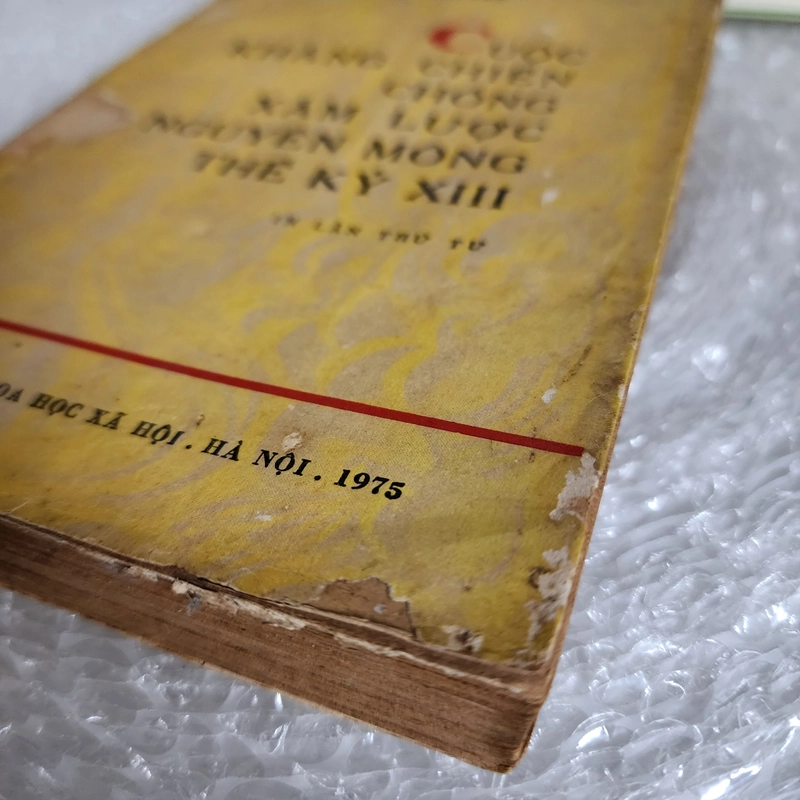 CUỘC
KHÁNG CHIẾN
CHỐNG
XÂM LƯỢC
NGUYÊN MÔNG
THẾ KỶ XIII
IN LẦN THỨ TƯ
OA HỌC XÃ HỘI . HÀ NỘI . 1975